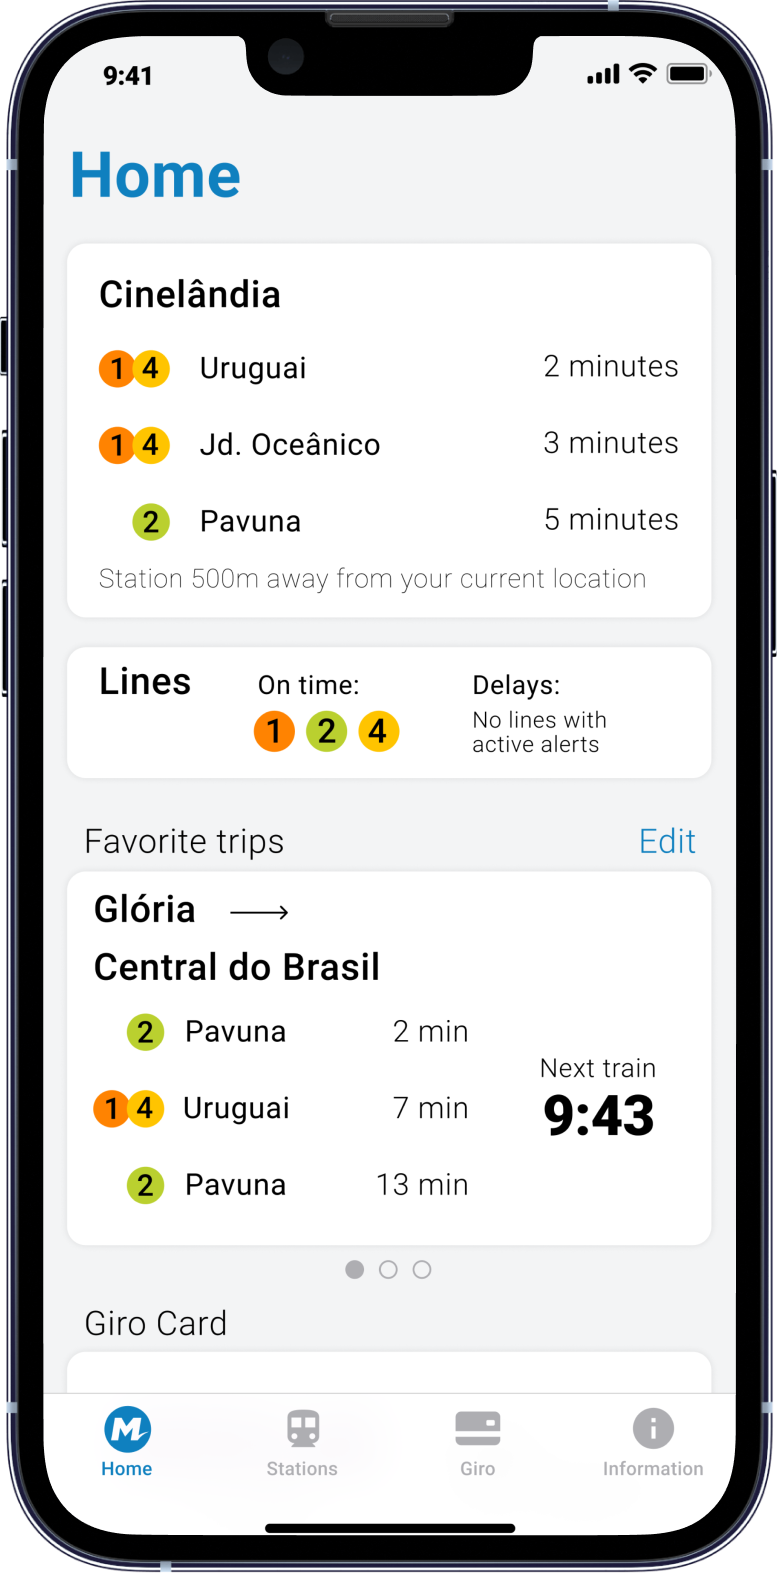 9:41
Home
Cinelândia
1 4 Uruguai 2 minutes
1 4 Jd. Oceânico 3 minutes
2 Pavuna 5 minutes
Station 500m away from your current location
Lines
On time:
1 2 4
Delays:
No lines with
active alerts
Favorite trips Edit
Glória
Central do Brasil
2 Pavuna 2 min
1 4 Uruguai 7 min
2 Pavuna 13 min
Next train
9:43
Giro Card
M
Home Stations Giro Information